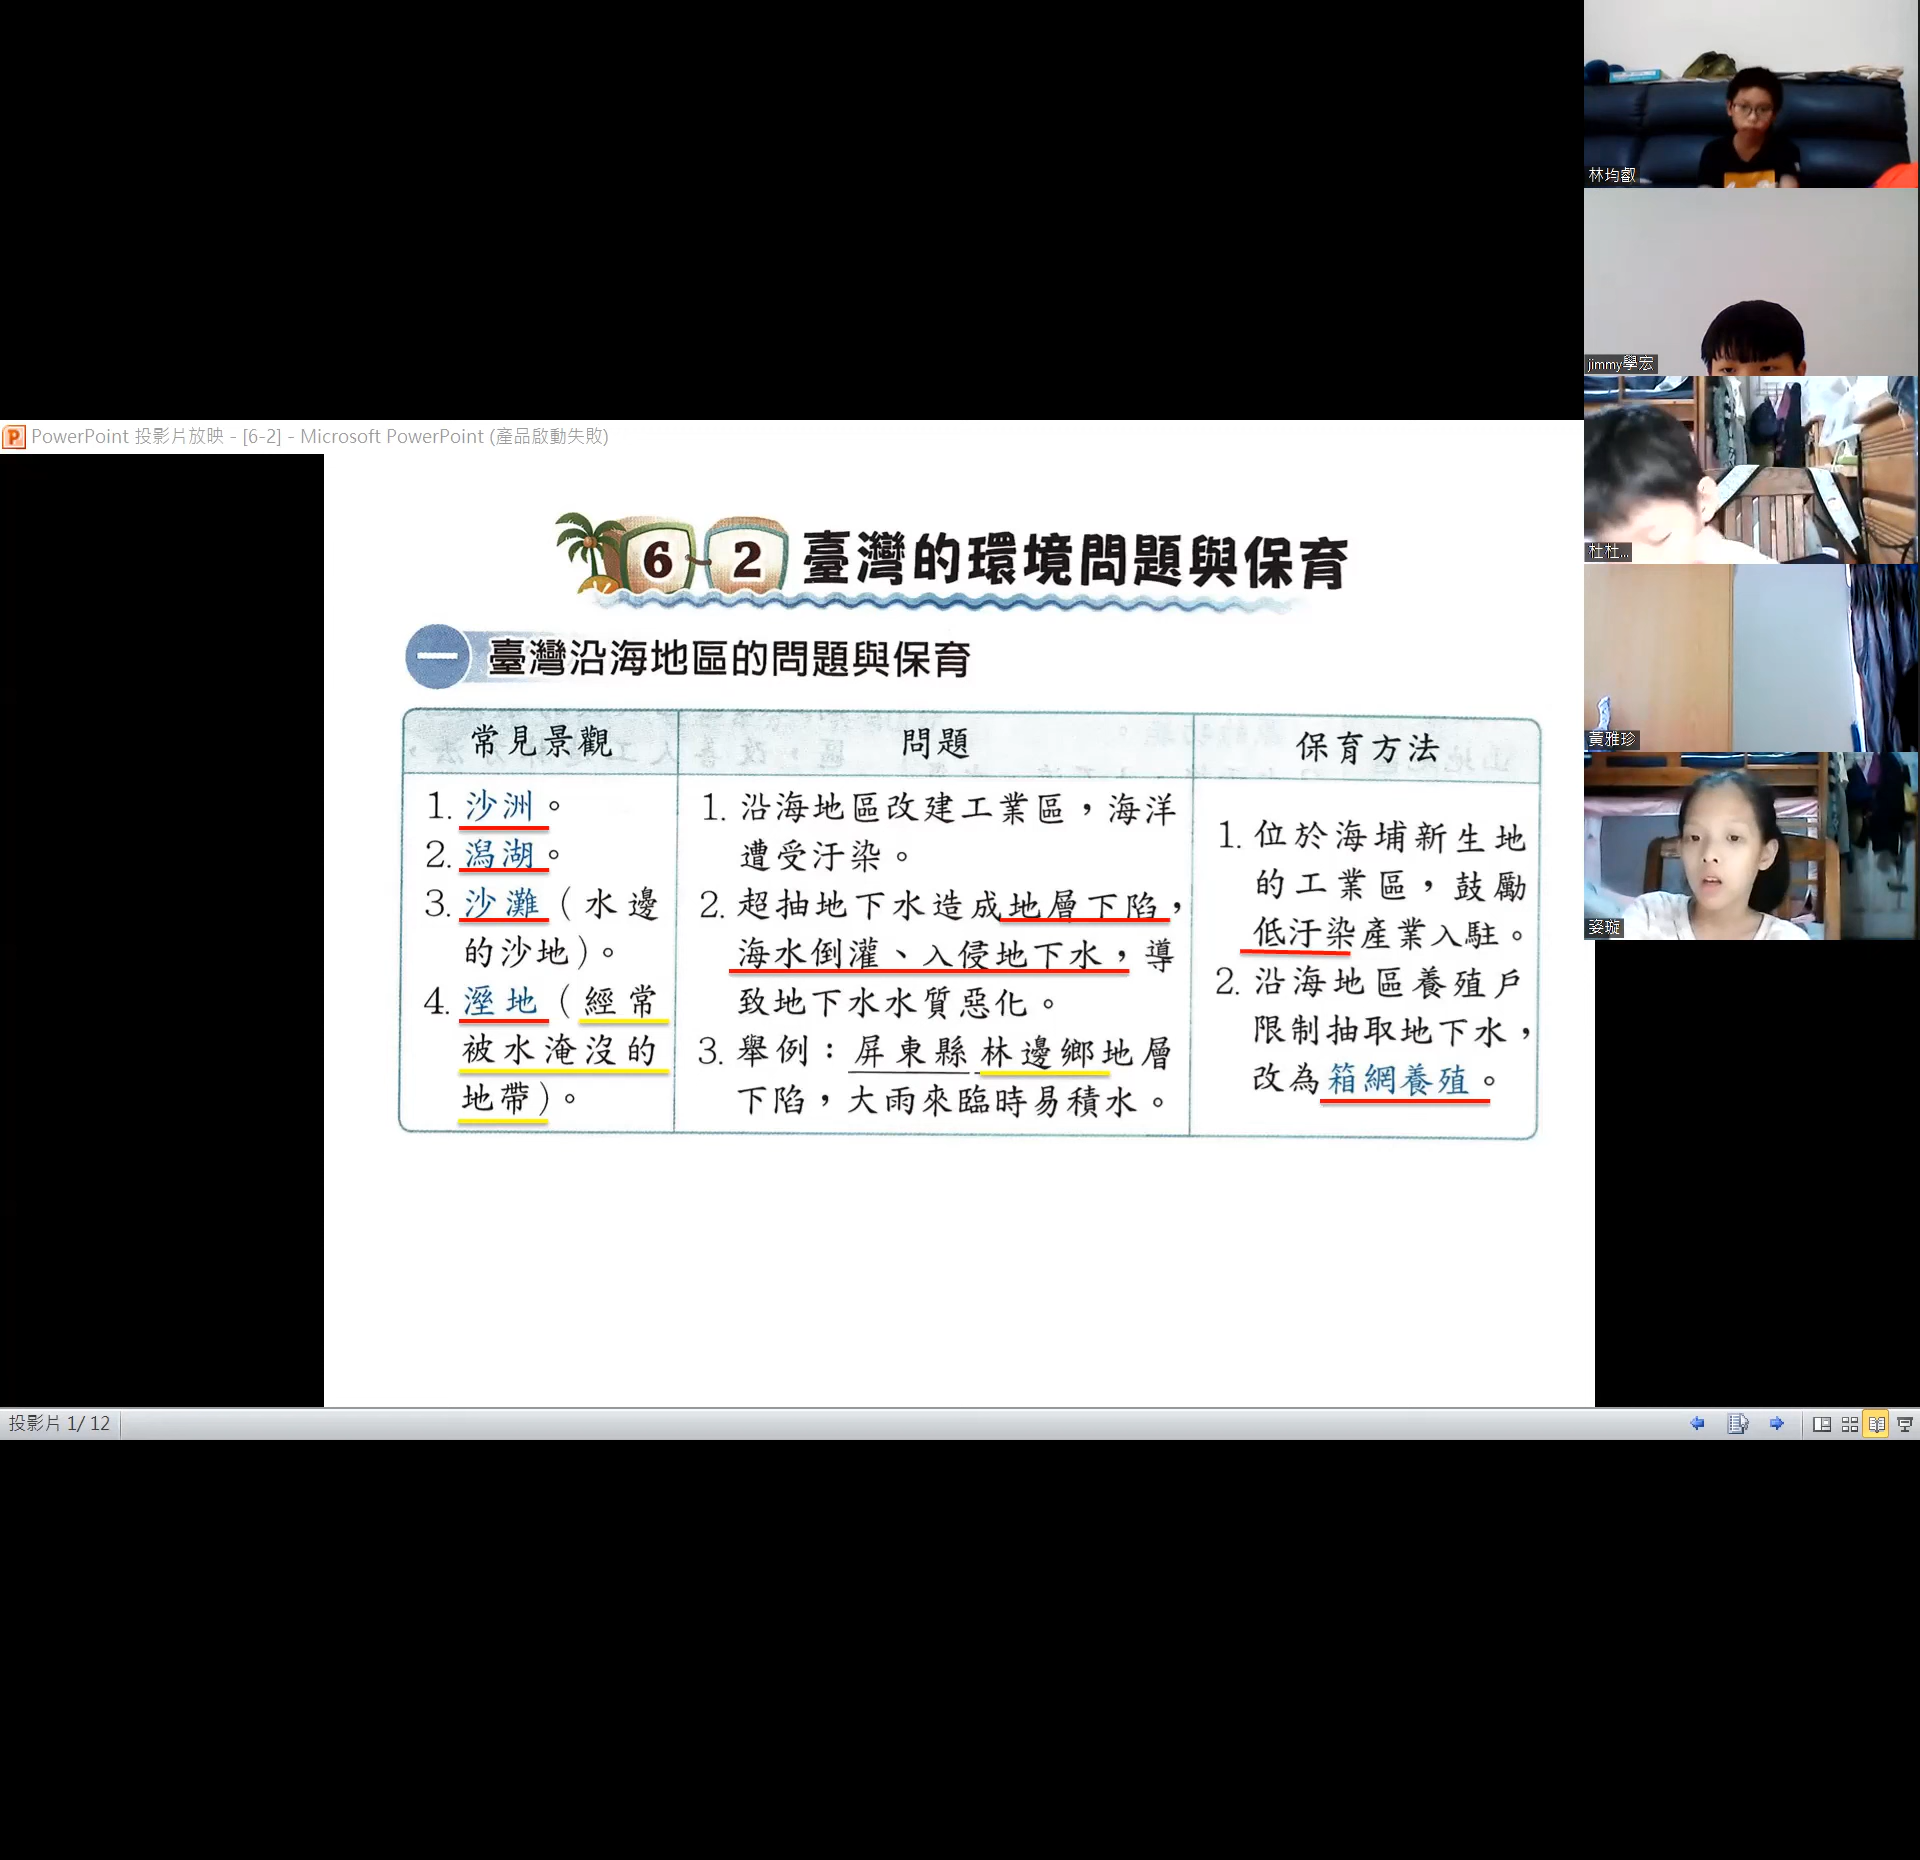 林均叡
jimmy學宏
PowerPoint 投影片放映 - [6-2] - Microsoft PowerPoint (產品啟動失敗)
杜杜...
6-2 臺灣的環境問題與保育
一 臺灣沿海地區的問題與保育
黃雅珍
常見景觀
1. 沙洲。
2. 潟湖。
3. 沙灘（水邊
的沙地）。
4. 溼地（經常
被水淹沒的
地帶）。
問題
1. 沿海地區改建工業區，海洋
遭受汙染。
2. 超抽地下水造成地層下陷，
海水倒灌、入侵地下水，導
致地下水水質惡化。
3. 舉例：屏東縣林邊鄉地層
下陷，大雨來臨時易積水。
保育方法
1. 位於海埔新生地
的工業區，鼓勵
低汙染產業入駐。
2. 沿海地區養殖戶
限制抽取地下水，
改為箱網養殖。
姿璇
投影片 1/ 12